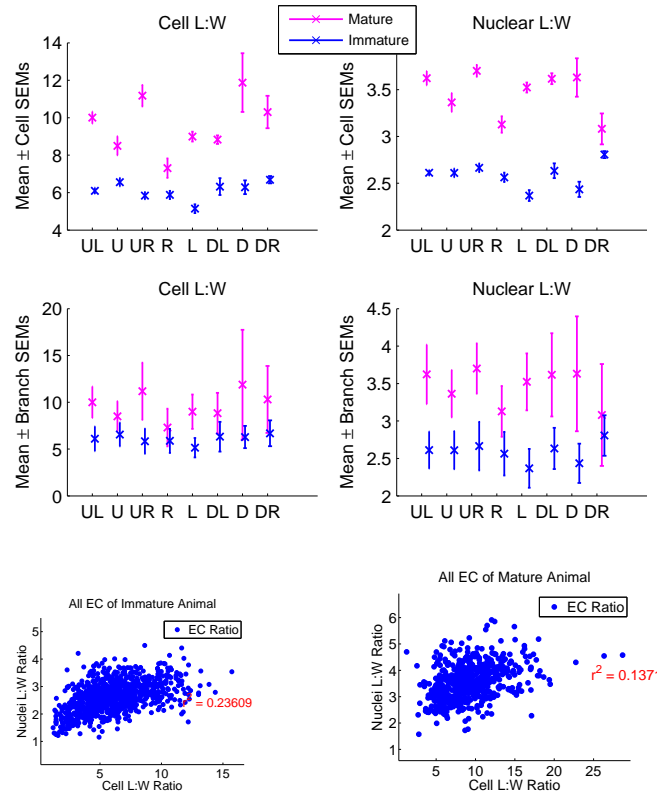 Cell L:W
Nuclear L:W
Mature
Immature
Mean ± Cell SEMs
14
12
10
8
6
4
UL U UR R L DL D DR
Mean ± Cell SEMs
3.5
3
2.5
2
UL U UR R L DL D DR
Cell L:W
Mean ± Branch SEMs
20
15
10
5
0
UL U UR R L DL D DR
Nuclear L:W
Mean ± Branch SEMs
4.5
4
3.5
3
2.5
2
UL U UR R L DL D DR
All EC of Immature Animal
EC Ratio
Nuclei L:W Ratio
5
4
3
2
1
= 0.23609
5 10 15
Cell L:W Ratio
All EC of Mature Animal
EC Ratio
Nuclei L:W Ratio
6
5
4
3
2
1
r² = 0.1371
5 10 15 20 25
Cell L:W Ratio